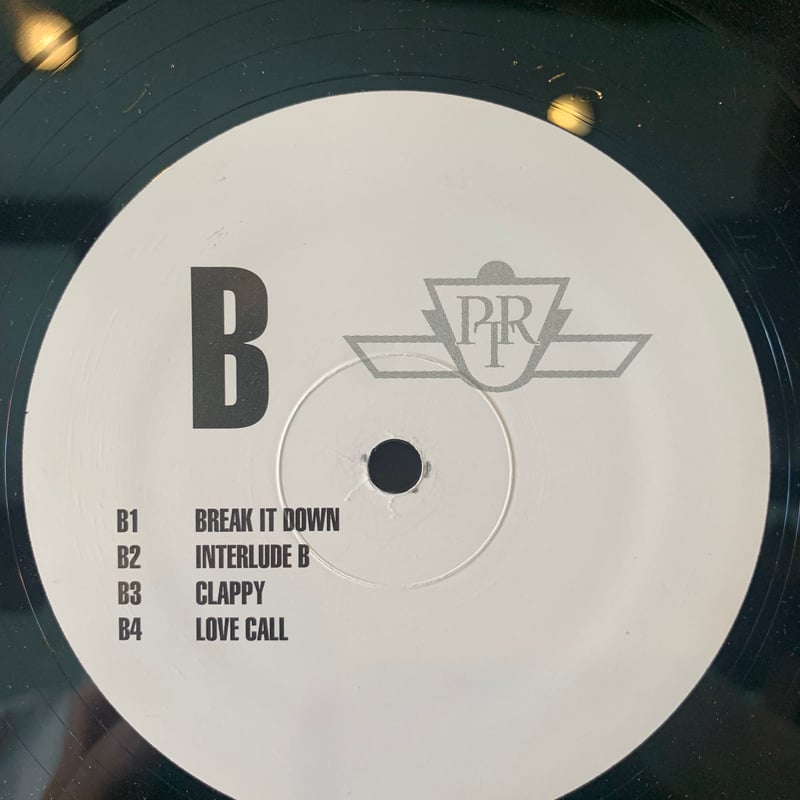 B
PTR
B1 BREAK IT DOWN
B2 INTERLUDE B
B3 CLAPPY
B4 LOVE CALL